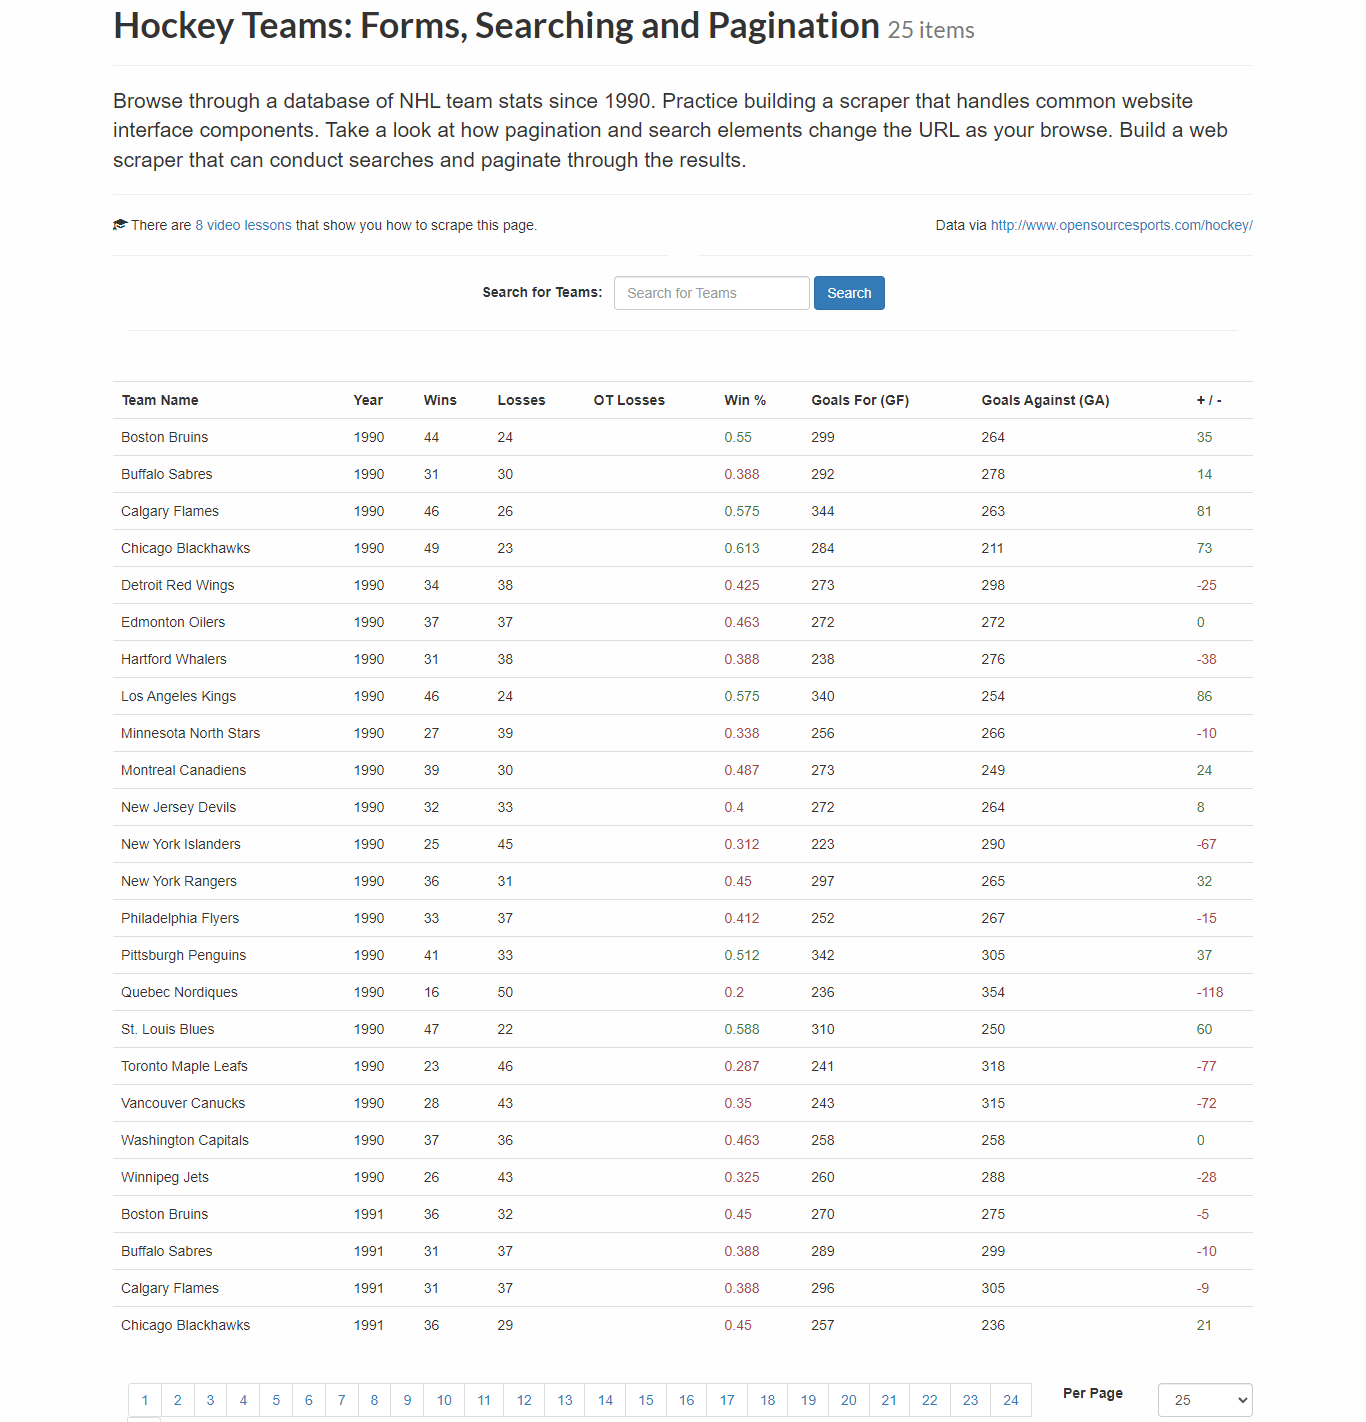 Hockey Teams: Forms, Searching and Pagination 25 items
Browse through a database of NHL team stats since 1990. Practice building a scraper that handles common website
interface components. Take a look at how pagination and search elements change the URL as your browse. Build a web
scraper that can conduct searches and paginate through the results.
There are 8 video lessons that show you how to scrape this page. Data via http://www.opensourcesports.com/hockey/
Search for Teams: Search for Teams Search
Team Name Year Wins Losses OT Losses Win % Goals For (GF) Goals Against (GA) + / -
Boston Bruins 1990 44 24 0.55 299 264 35
Buffalo Sabres 1990 31 30 0.388 292 278 14
Calgary Flames 1990 46 26 0.575 344 263 81
Chicago Blackhawks 1990 49 23 0.613 284 211 73
Detroit Red Wings 1990 34 38 0.425 273 298 -25
Edmonton Oilers 1990 37 37 0.463 272 272 0
Hartford Whalers 1990 31 38 0.388 238 276 -38
Los Angeles Kings 1990 46 24 0.575 340 254 86
Minnesota North Stars 1990 27 39 0.338 256 266 -10
Montreal Canadiens 1990 39 30 0.487 273 249 24
New Jersey Devils 1990 32 33 0.4 272 264 8
New York Islanders 1990 25 45 0.312 223 290 -67
New York Rangers 1990 36 31 0.45 297 265 32
Philadelphia Flyers 1990 33 37 0.412 252 267 -15
Pittsburgh Penguins 1990 41 33 0.512 342 305 37
Quebec Nordiques 1990 16 50 0.2 236 354 -118
St. Louis Blues 1990 47 22 0.588 310 250 60
Toronto Maple Leafs 1990 23 46 0.287 241 318 -77
Vancouver Canucks 1990 28 43 0.35 243 315 -72
Washington Capitals 1990 37 36 0.463 258 258 0
Winnipeg Jets 1990 26 43 0.325 260 288 -28
Boston Bruins 1991 36 32 0.45 270 275 -5
Buffalo Sabres 1991 31 37 0.388 289 299 -10
Calgary Flames 1991 31 37 0.388 296 305 -9
Chicago Blackhawks 1991 36 29 0.45 257 236 21
1 2 3 4 5 6 7 8 9 10 11 12 13 14 15 16 17 18 19 20 21 22 23 24 Per Page 25